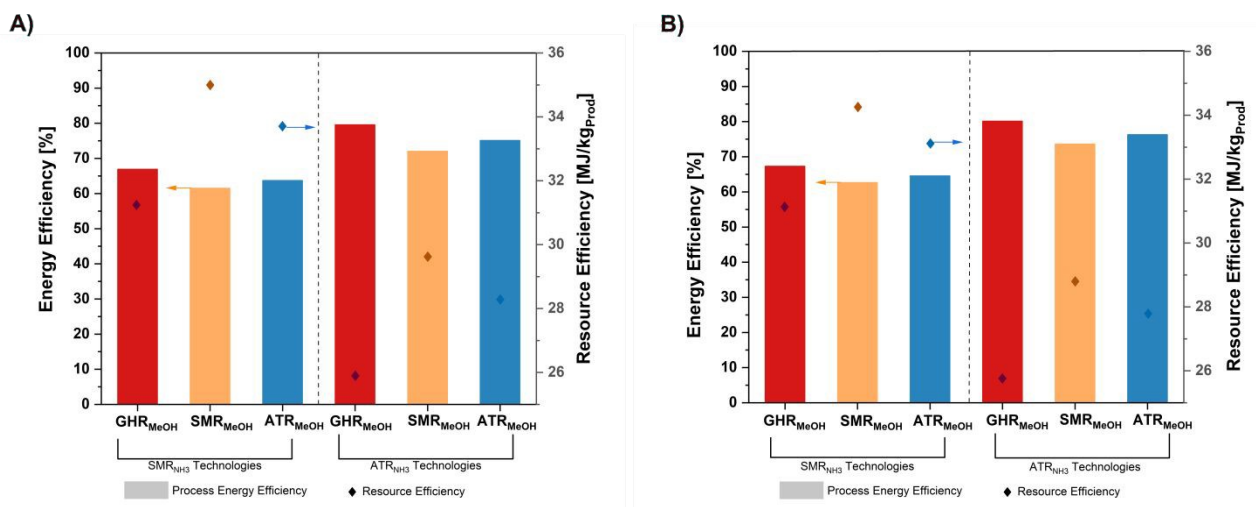 A)
Energy Efficiency [%]
100
90
80
70
60
50
40
30
20
10
0
36
34
32
30
28
26
Resource Efficiency [MJ/kgProd]
GHRMeOH SMRMeOH ATRMeOH GHRMeOH SMRMeOH ATRMeOH
SMRNH3 Technologies ATRNH3 Technologies
Process Energy Efficiency Resource Efficiency
B)
Energy Efficiency [%]
100
90
80
70
60
50
40
30
20
10
0
36
34
32
30
28
26
Resource Efficiency [MJ/kgProd]
GHRMeOH SMRMeOH ATRMeOH GHRMeOH SMRMeOH ATRMeOH
SMRNH3 Technologies ATRNH3 Technologies
Process Energy Efficiency Resource Efficiency